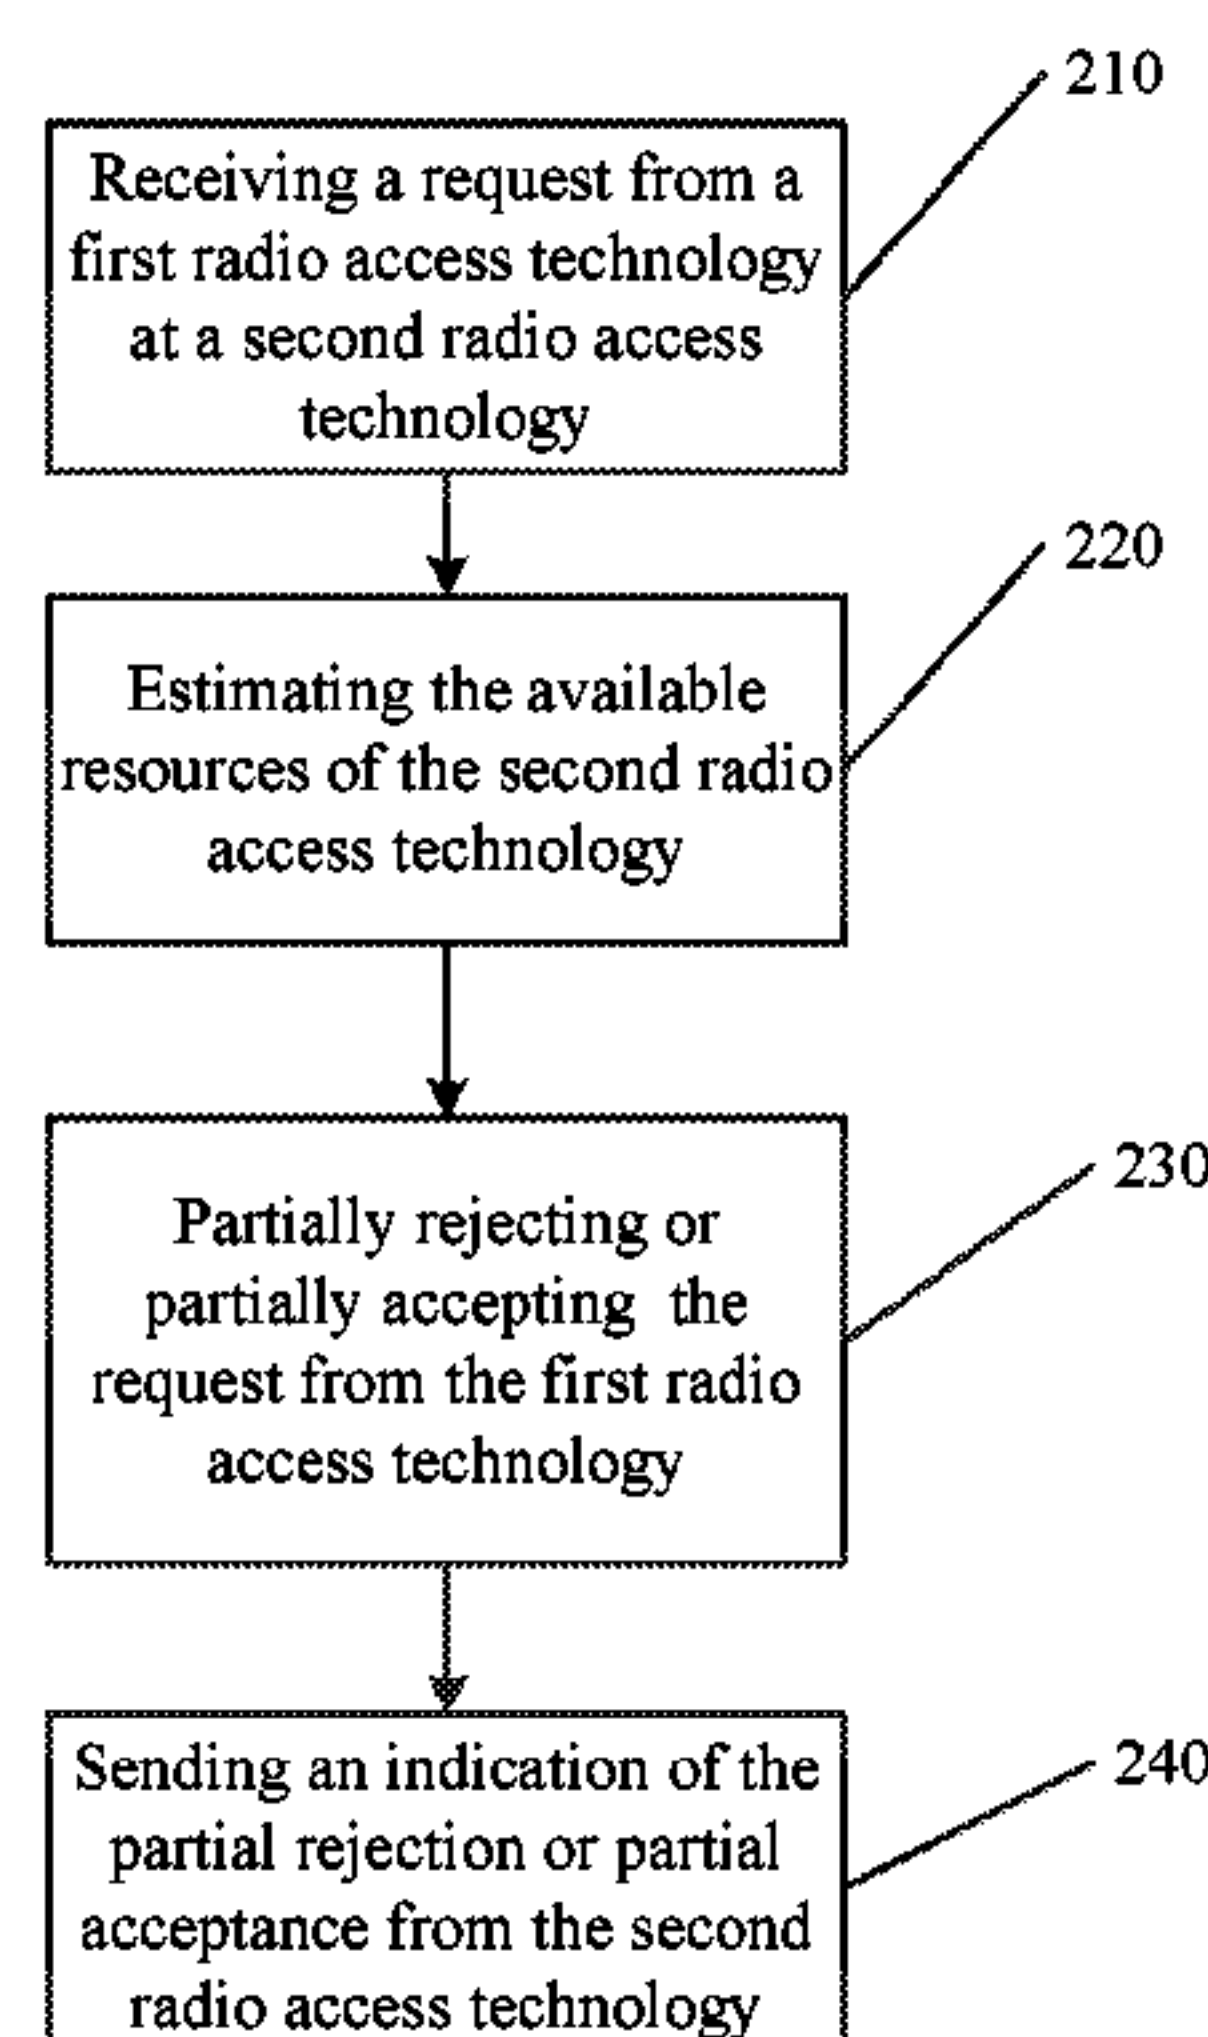 210
Receiving a request from a
first radio access technology
at a second radio access
technology
220
Estimating the available
resources of the second radio
access technology
230
Partially rejecting or
partially accepting the
request from the first radio
access technology
240
Sending an indication of the
partial rejection or partial
acceptance from the second
radio access technology